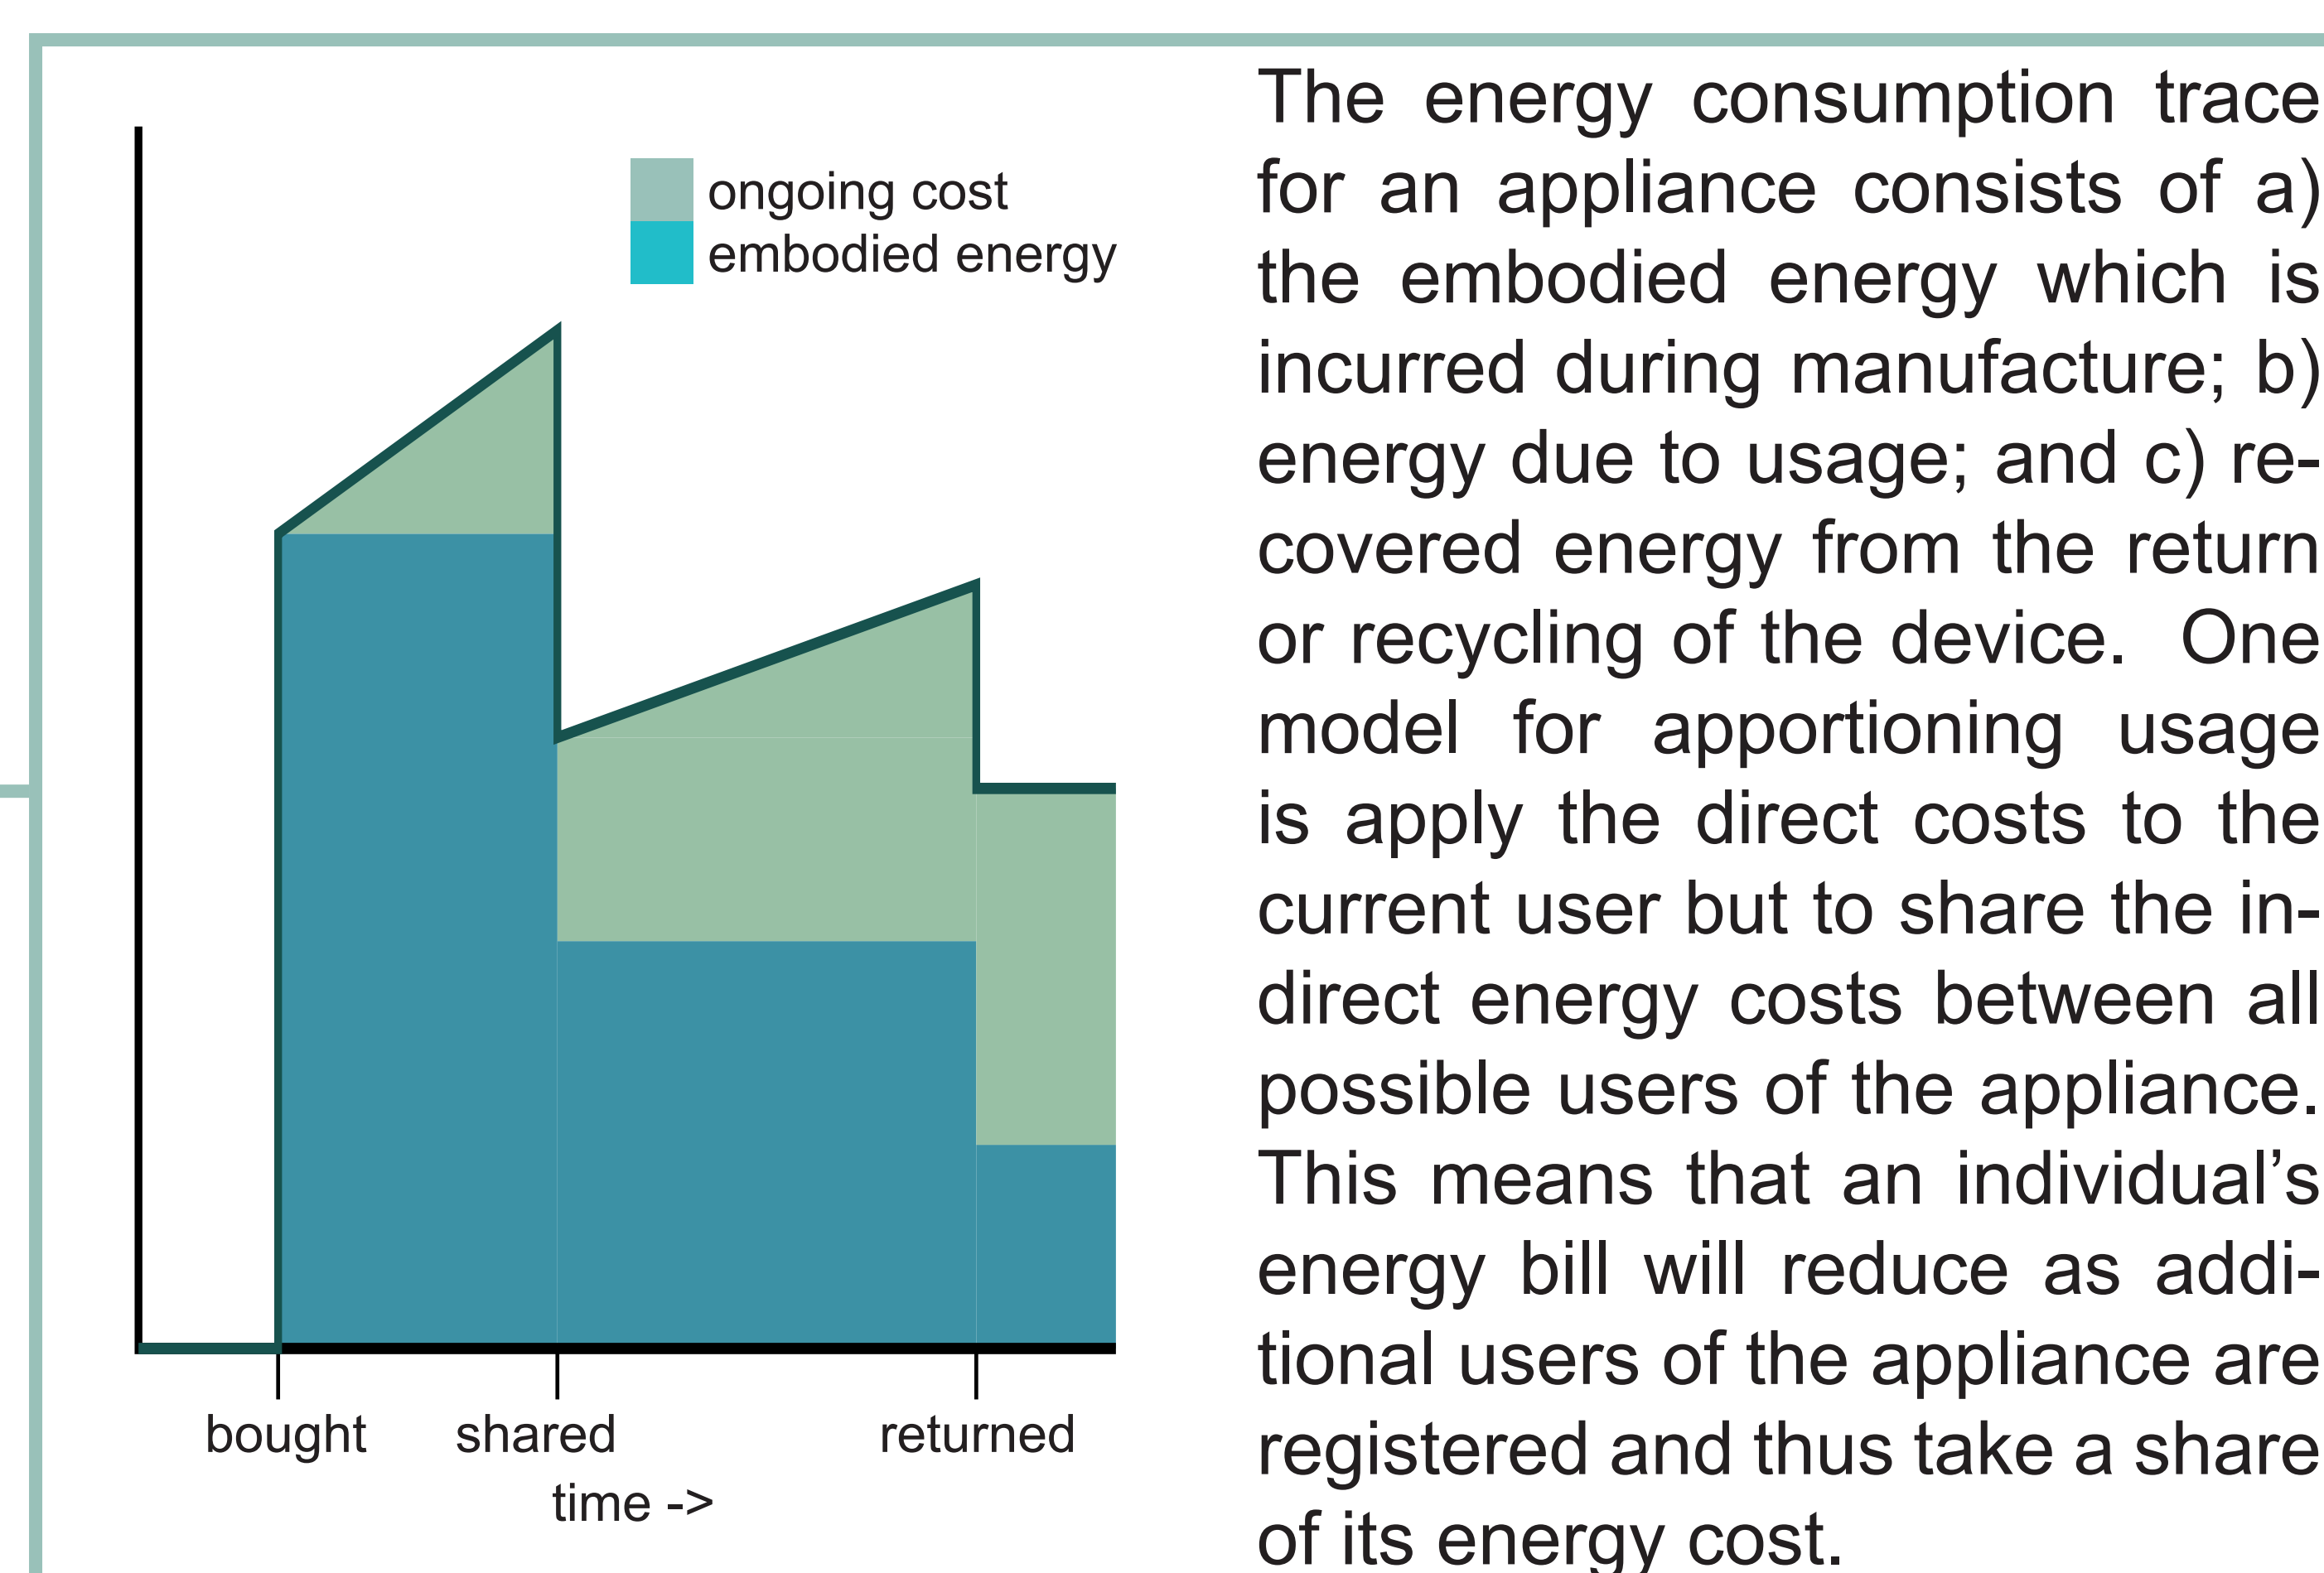 ongoing cost
embodied energy
bought shared returned
time ->
The energy consumption trace
for an appliance consists of a)
the embodied energy which is
incurred during manufacture; b)
energy due to usage; and c) re-
covered energy from the return
or recycling of the device. One
model for apportioning usage
is apply the direct costs to the
current user but to share the in-
direct energy costs between all
possible users of the appliance.
This means that an individual’s
energy bill will reduce as addi-
tional users of the appliance are
registered and thus take a share
of its energy cost.